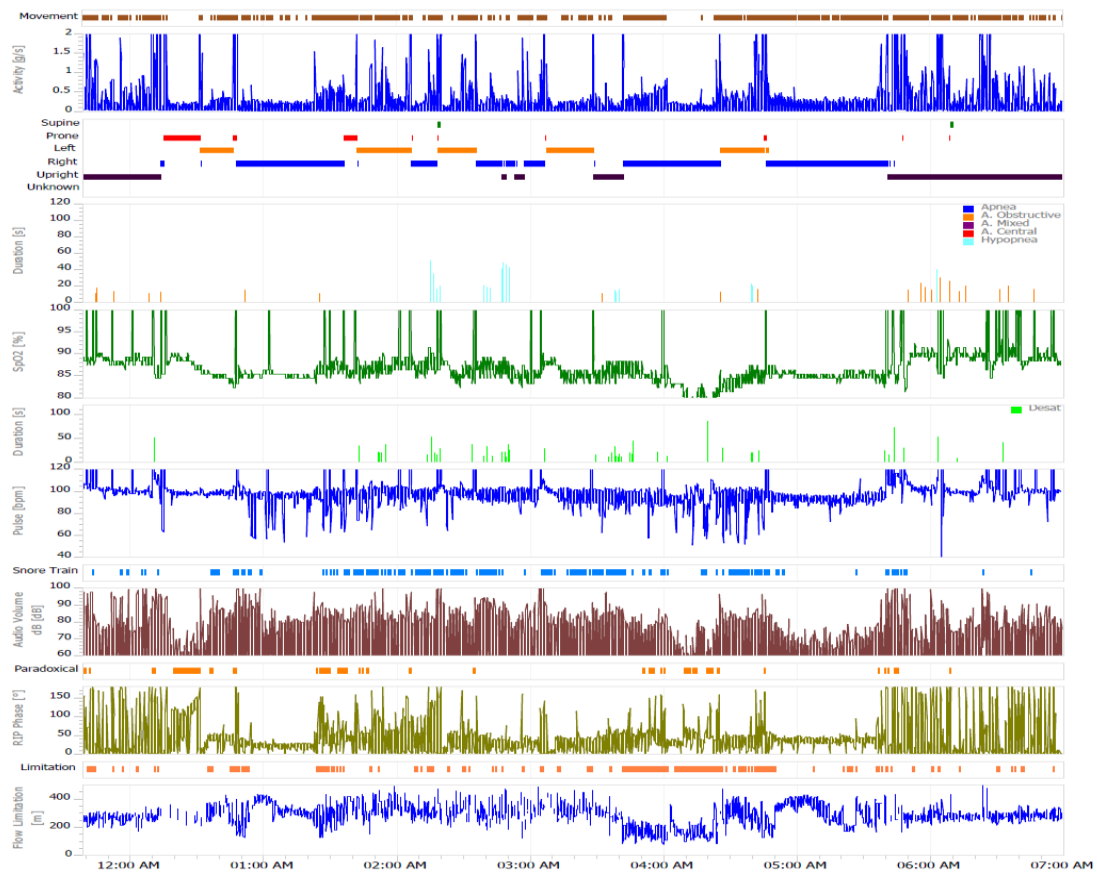 Movement
Activity [g/s]
2
1.5
1
0.5
0
Supine
Prone
Left
Right
Upright
Unknown
Duration [s]
120
100
80
60
40
20
0
Apnea
A. Obstructive
A. Mixed
A. Central
Hypopnea
SpO2 [%]
100
95
90
85
80
Duration [s]
100
50
0
Desat
Pulse [bpm]
120
100
80
60
40
Snore Train
Audio Volume
dB [dB]
100
90
80
70
60
Paradoxical
RIP Phase [°]
150
100
50
0
Limitation
Flow Limitation
[m]
400
200
0
12:00 AM 01:00 AM 02:00 AM 03:00 AM 04:00 AM 05:00 AM 06:00 AM 07:00 AM